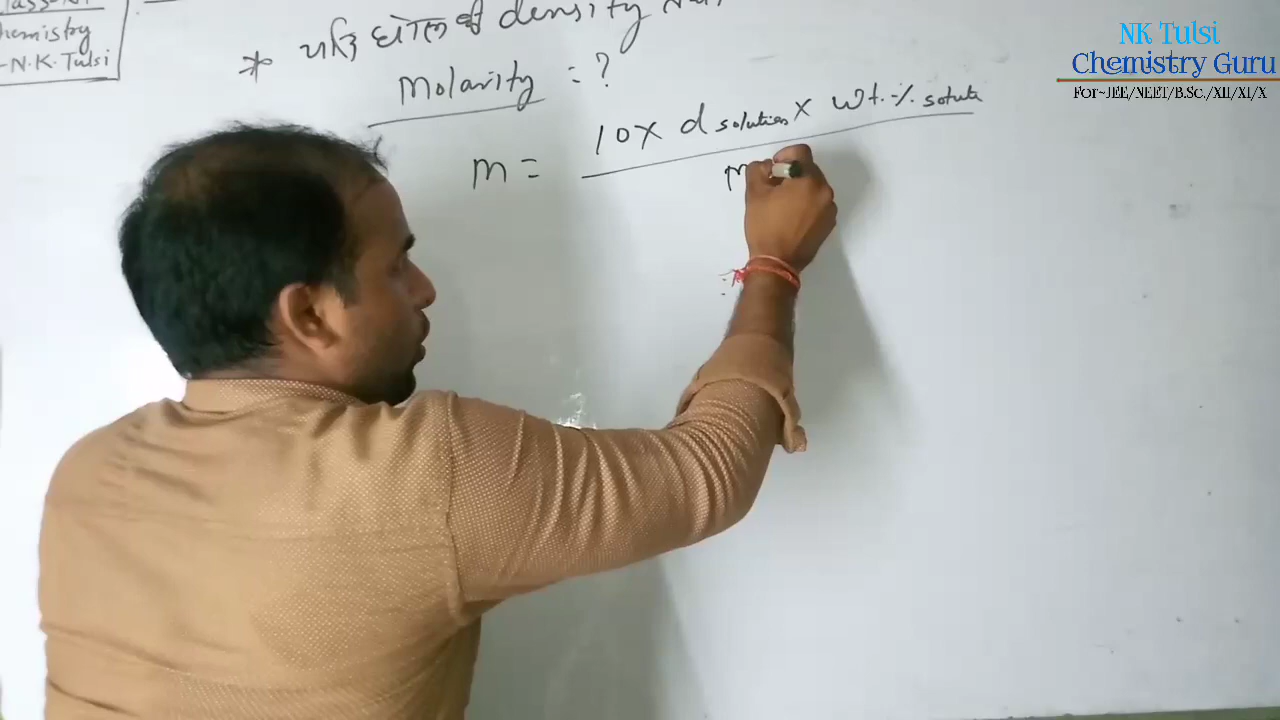 Chemistry
-N.K. Tulsi
* यदि घोल की density
Molarity = ?
M = 10 X d solution X wt. % solute
M
NK Tulsi
Chemistry Guru
For~JEE/NEET/B.Sc./XII/XI/X